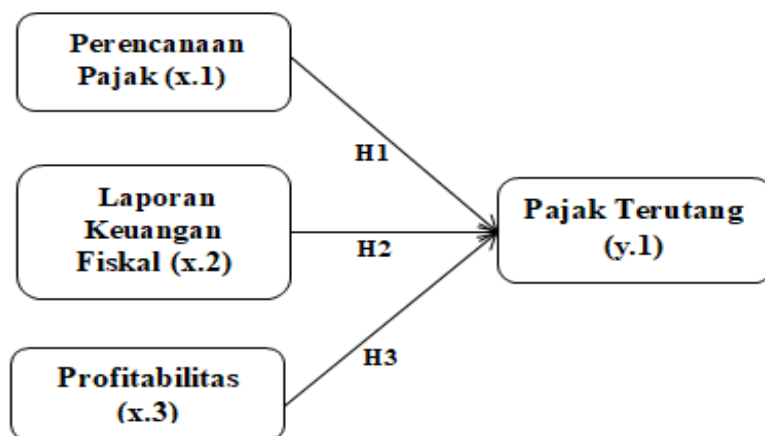 Perencanaan
Pajak (x.1)
H1
Laporan
Keuangan
Fiskal (x.2)
H2
Pajak Terutang
(y.1)
H3
Profitabilitas
(x.3)